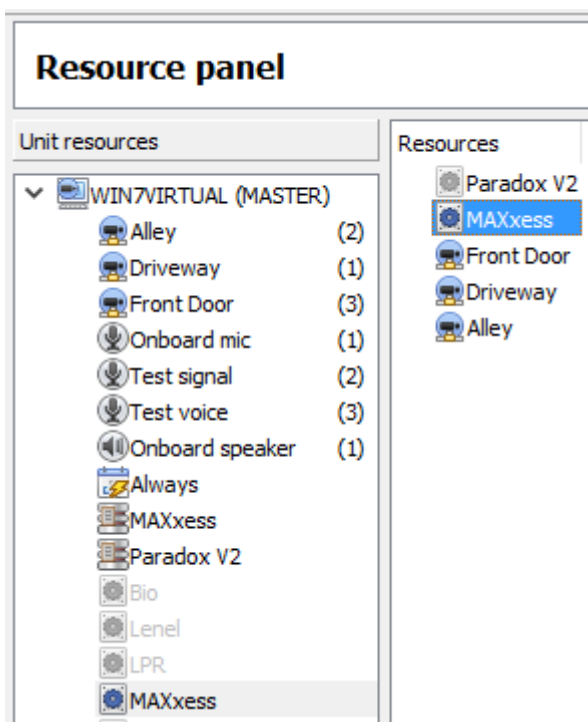 Resource panel
Unit resources
WIN7VIRTUAL (MASTER)
Alley (2)
Driveway (1)
Front Door (3)
Onboard mic (1)
Test signal (2)
Test voice (3)
Onboard speaker (1)
Always
MAXxess
Paradox V2
Bio
Lenel
LPR
MAXxess
Resources
Paradox V2
MAXxess
Front Door
Driveway
Alley